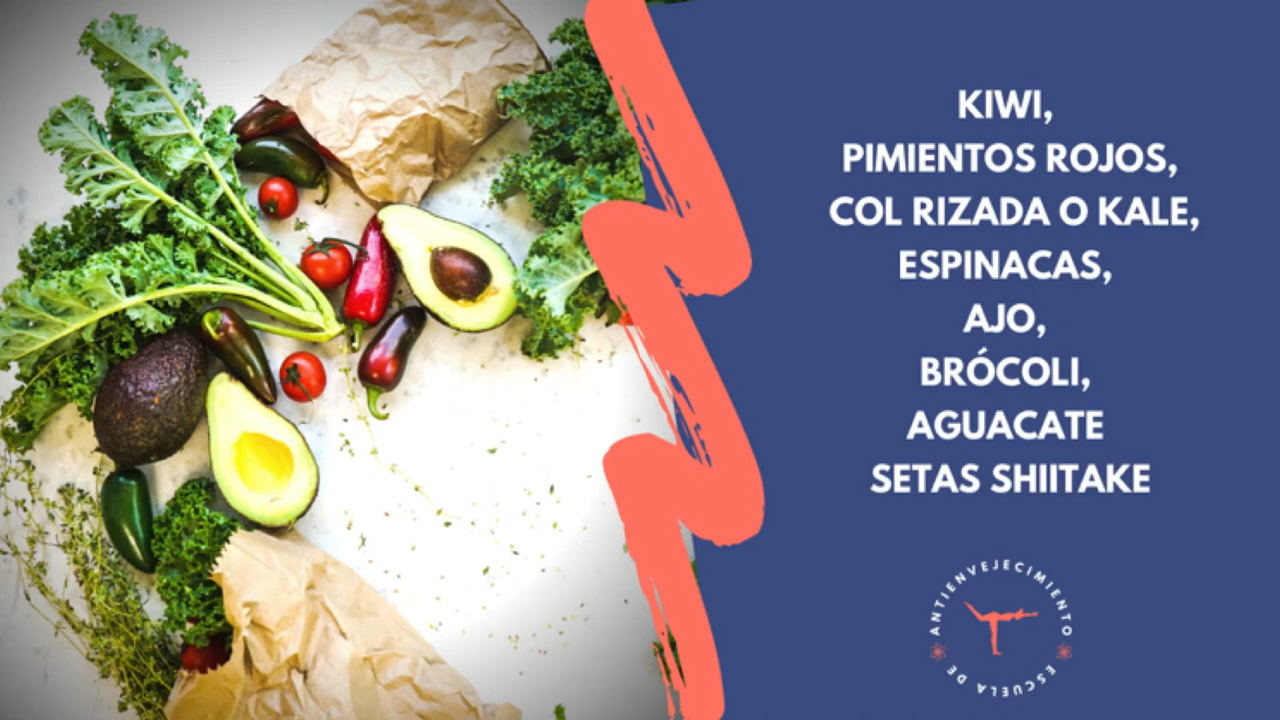 KIWI,
PIMIENTOS ROJOS,
COL RIZADA O KALE,
ESPINACAS,
AJO,
BRÓCOLI,
AGUACATE
SETAS SHIITAKE
ESCUELA DE ANTIENVEJECIMIENTO